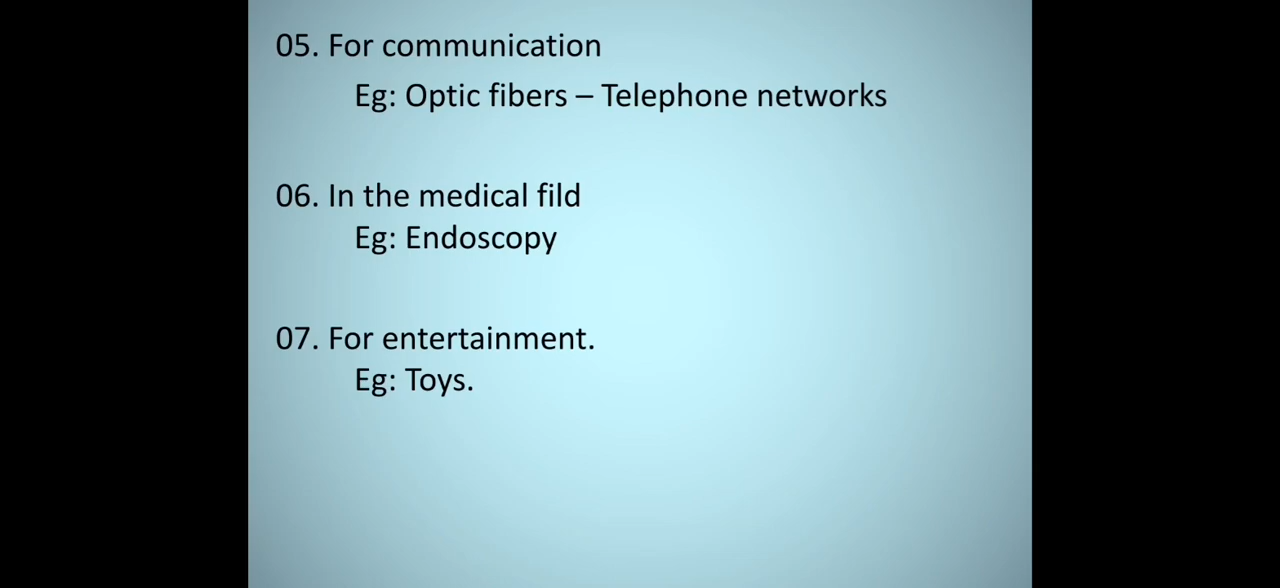 05. For communication
Eg: Optic fibers – Telephone networks
06. In the medical fild
Eg: Endoscopy
07. For entertainment.
Eg: Toys.